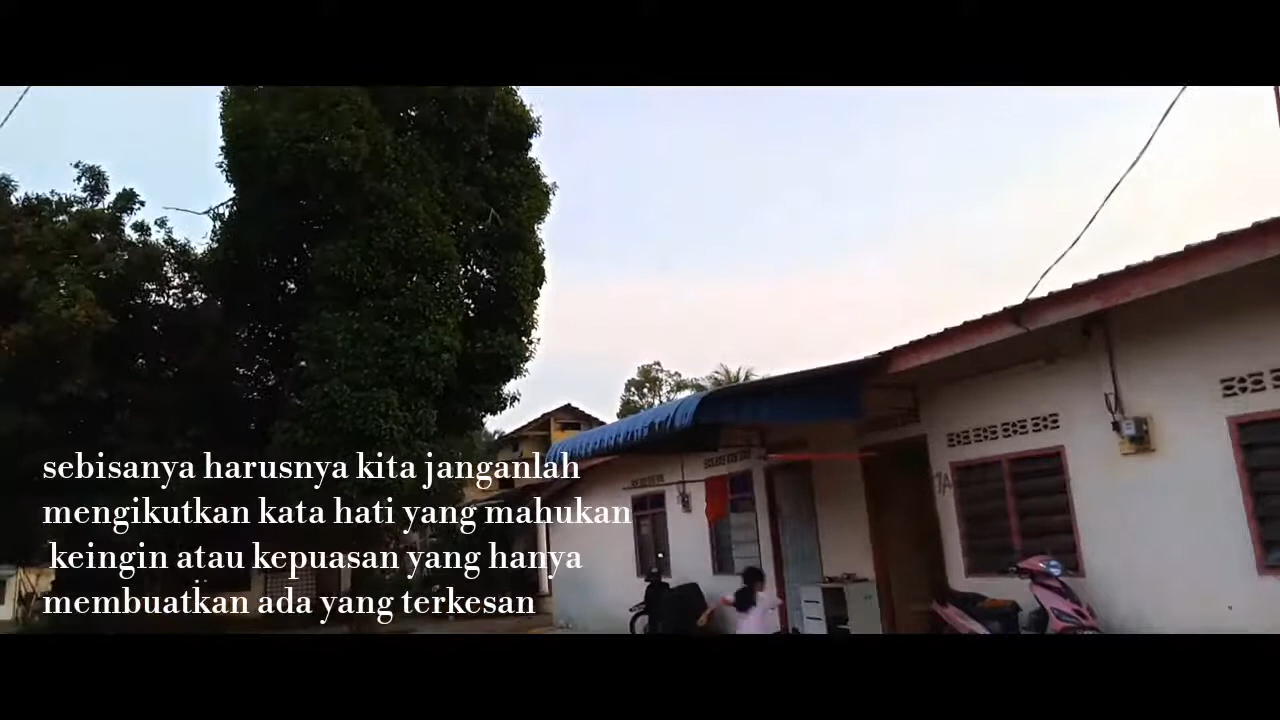 sebisanya harusnya kita janganlah
mengikutkan kata hati yang mahukan
keingin atau kepuasan yang hanya
membuatkan ada yang terkesan